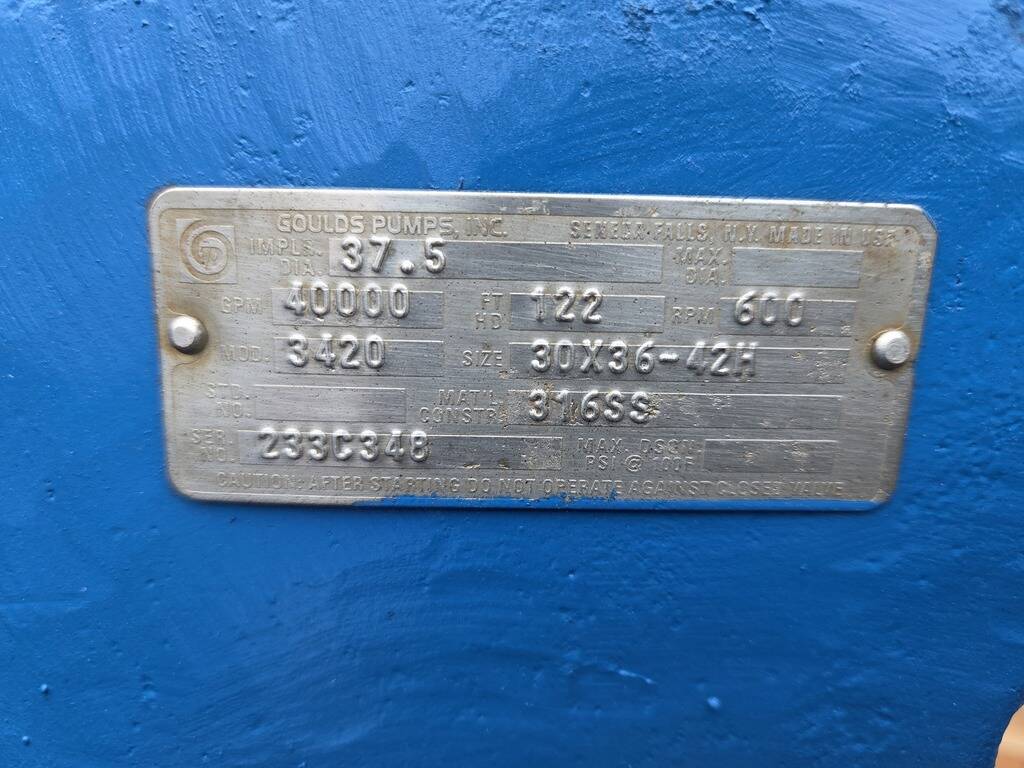 GOULDS PUMPS, INC. SENECA FALLS, N.Y. MADE IN USA
IMPLR. DIA. 37.5 MAX. DIA.
GPM 40000 FT HD 122 RPM 600
MOD. 3420 SIZE 30X36-42H
STD. NO. MAT'L. CONSTR. 316SS
SER. NO. 233C348 MAX. DSGN PSI @ 100F
CAUTION: AFTER STARTING DO NOT OPERATE AGAINST CLOSED VALVE